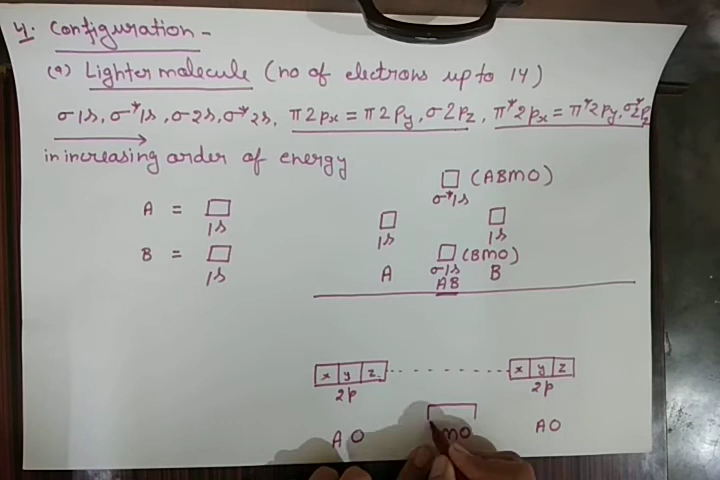 4. Configuration -
(a) Lighter molecule (no of electrons up to 14)
σ1s, σ*1s, σ2s, σ*2s, π2px = π2py, σ2pz, π*2px = π*2py, σ*2pz
in increasing order of energy
(ABMO)
σ*1s
A =
1s
1s 1s
B =
1s
(BMO)
σ1s
A B
AB
x y z x y z
2p 2p
AO MO AO